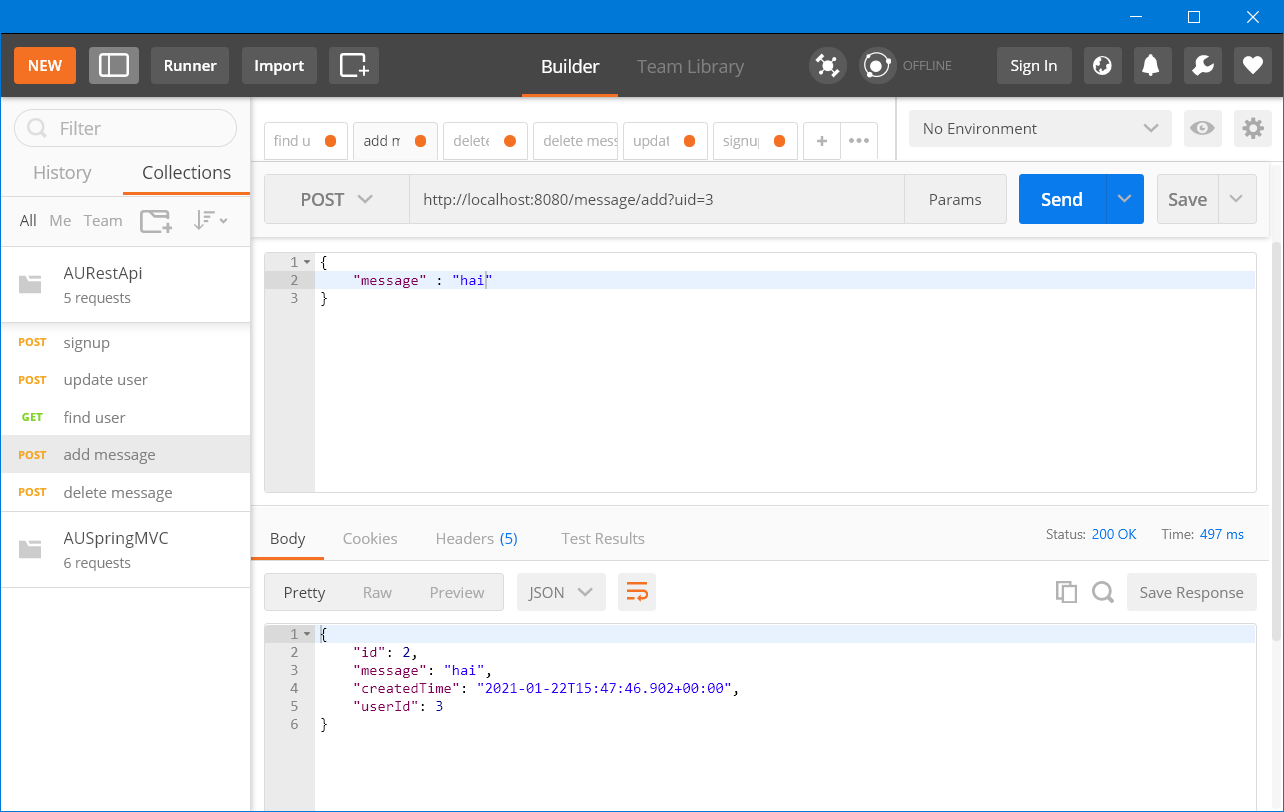 NEW Runner Import Builder Team Library OFFLINE Sign In
Filter
History Collections
All Me Team
AURestApi
5 requests
POST signup
POST update user
GET find user
POST add message
POST delete message
AUSpringMVC
6 requests
find u add m delete delete mess updat signup + •••
No Environment
POST http://localhost:8080/message/add?uid=3 Params Send Save
1 {
2 "message" : "hai"
3 }
Body Cookies Headers (5) Test Results Status: 200 OK Time: 497 ms
Pretty Raw Preview JSON Save Response
1 {
2 "id": 2,
3 "message": "hai",
4 "createdTime": "2021-01-22T15:47:46.902+00:00",
5 "userId": 3
6 }